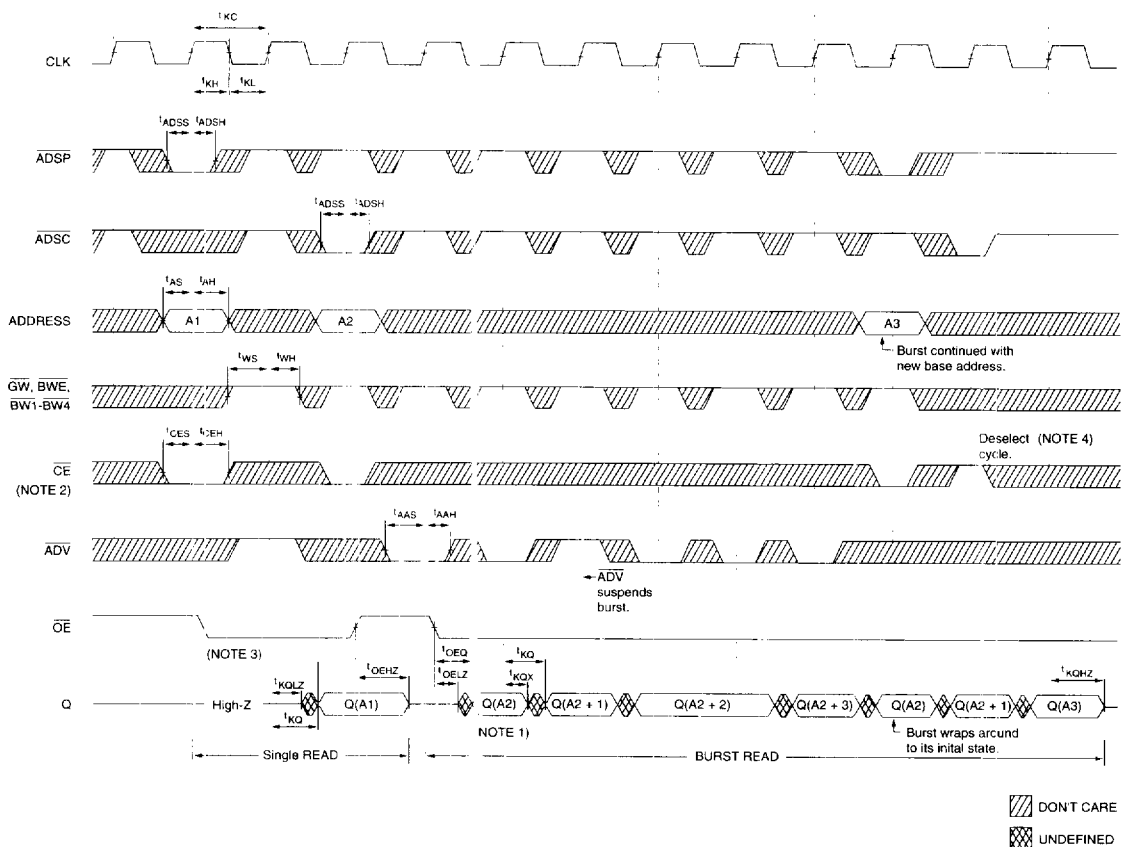 tKC
CLK
tKH
tKL
tADSS
tADSH
ADSP
tADSS
tADSH
ADSC
tAS
tAH
ADDRESS
A1
A2
A3
Burst continued with
new base address.
tWS
tWH
GW, BWE,
BW1-BW4
tCES
tCEH
Deselect (NOTE 4)
cycle.
CE
(NOTE 2)
tAAS
tAAH
ADV
ADV
suspends
burst.
OE
(NOTE 3)
tOEHZ
tOEQ
tOELZ
tKQ
tKQX
tKQHZ
tKQLZ
Q
High-Z
Q(A1)
Q(A2)
Q(A2 + 1)
Q(A2 + 2)
Q(A2 + 3)
Q(A2)
Q(A2 + 1)
Q(A3)
tKQ
NOTE 1)
Burst wraps around
to its inital state.
Single READ
BURST READ
DON'T CARE
UNDEFINED